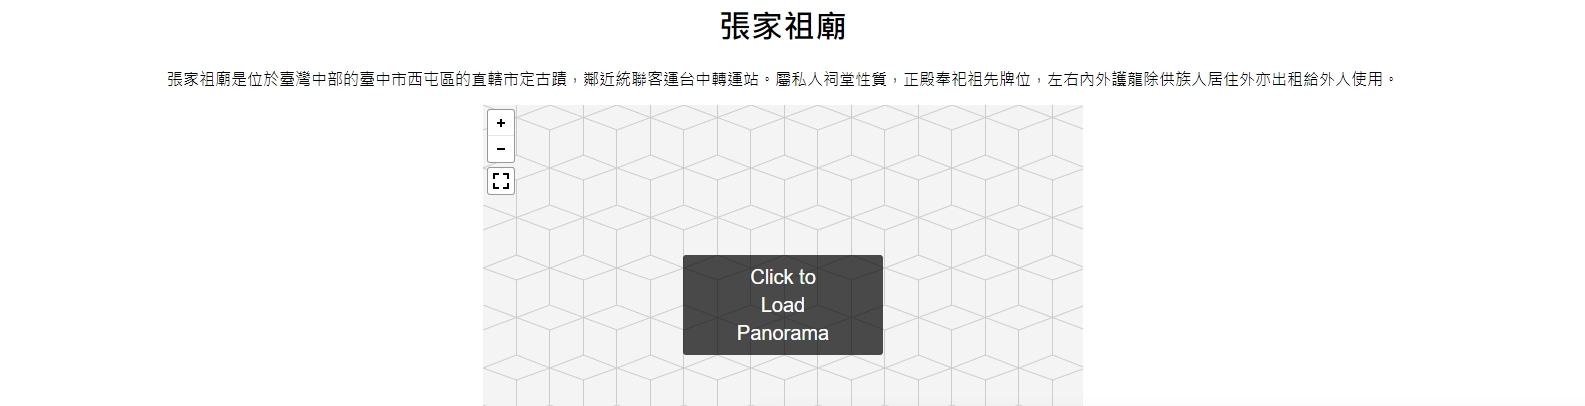 張家祖廟
張家祖廟是位於臺灣中部的臺中市西屯區的直轄市定古蹟，鄰近統聯客運台中轉運站。屬私人祠堂性質，正殿奉祀祖先牌位，左右內外護龍除供族人居住外亦出租給外人使用。
+
−
Click to
Load
Panorama